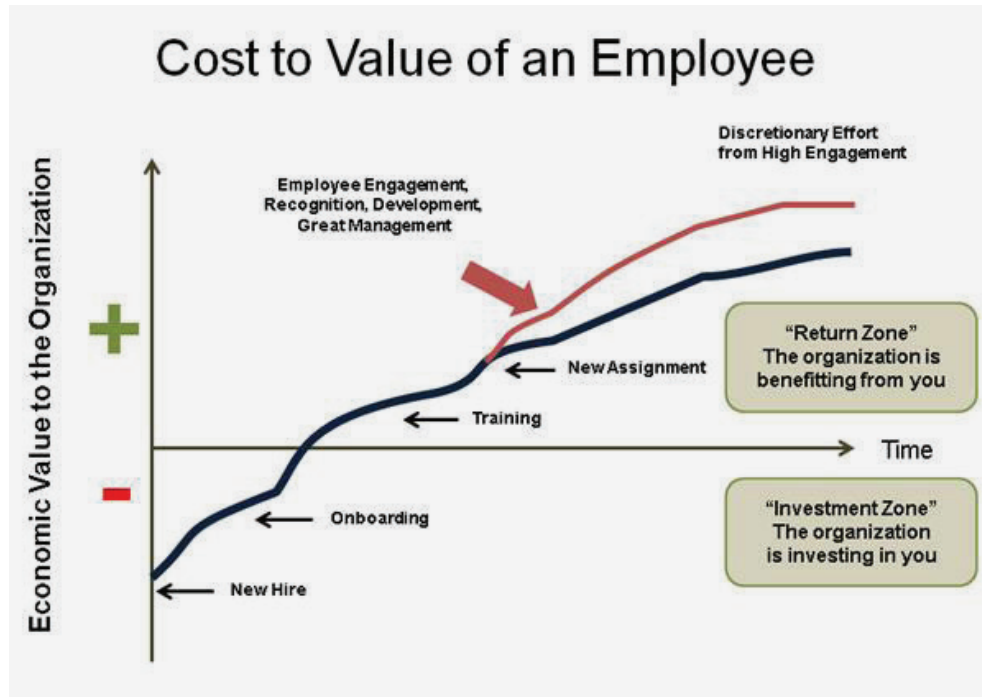 Cost to Value of an Employee
Discretionary Effort
from High Engagement
Employee Engagement,
Recognition, Development,
Great Management
Economic Value to the Organization
+
“Return Zone”
The organization is
benefitting from you
New Assignment
Training
Time
-
“Investment Zone”
The organization
is investing in you
Onboarding
New Hire